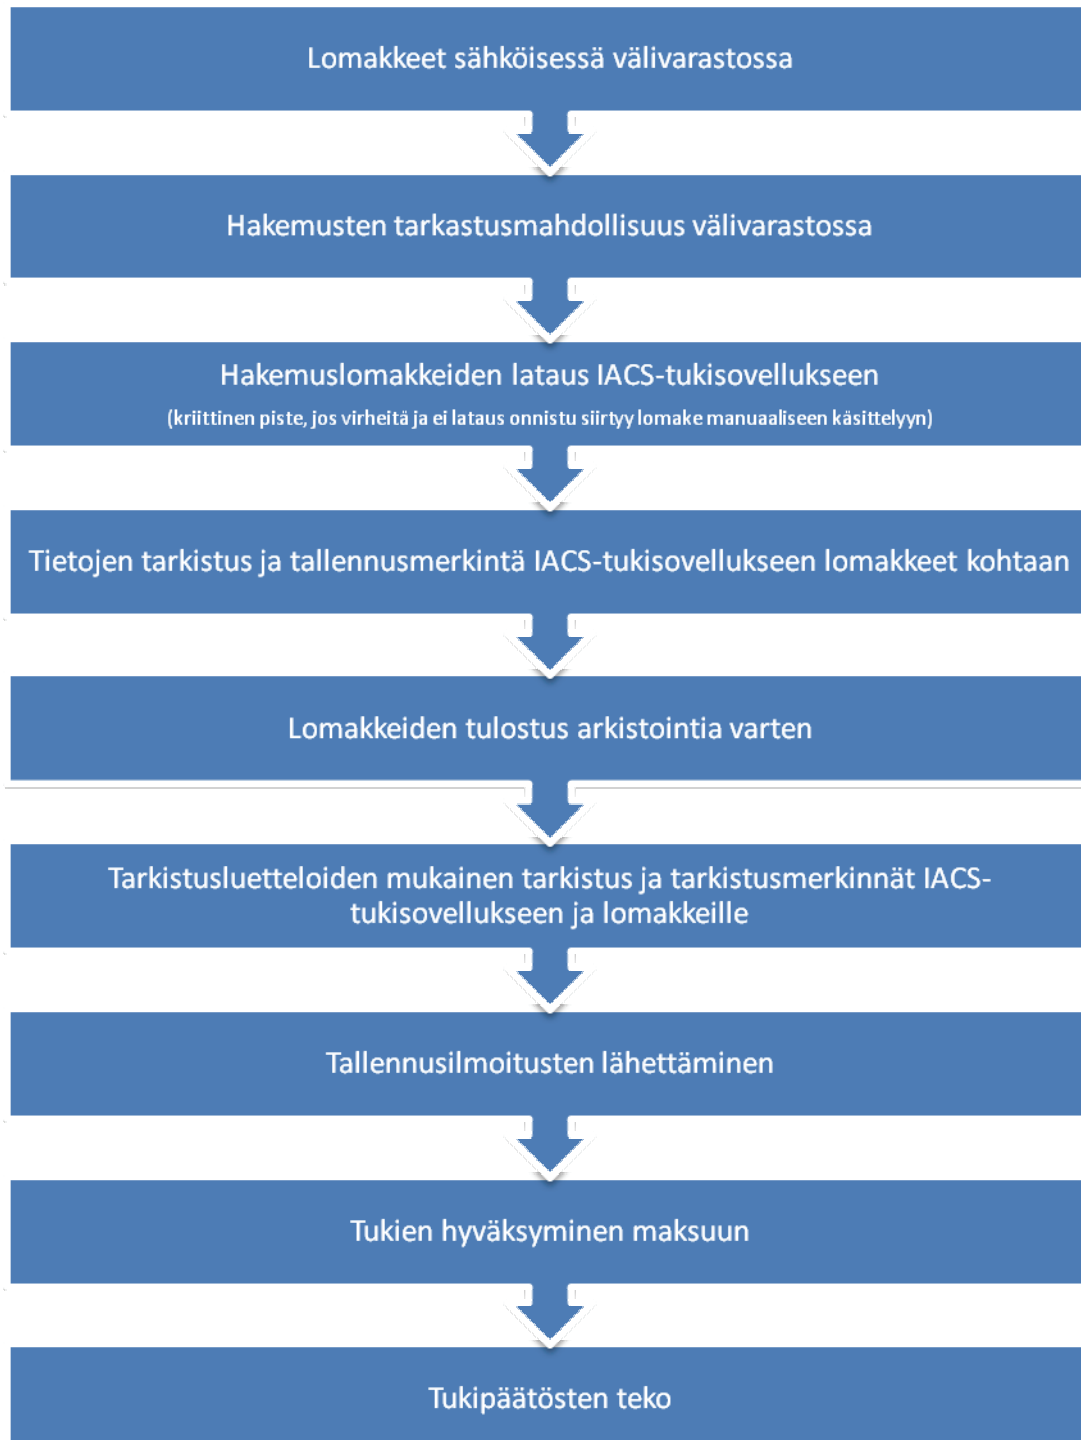 Lomakkeet sähköisessä välivarastossa
Hakemusten tarkastusmahdollisuus välivarastossa
Hakemuslomakkeiden lataus IACS-tukisovellukseen
(kriittinen piste, jos virheitä ja ei lataus onnistu siirtyy lomake manuaaliseen käsittelyyn)
Tietojen tarkistus ja tallennusmerkintä IACS-tukisovellukseen lomakkeet kohtaan
Lomakkeiden tulostus arkistointia varten
Tarkistusluetteloiden mukainen tarkistus ja tarkistusmerkinnät IACS-
tukisovellukseen ja lomakkeille
Tallennusilmoitusten lähettäminen
Tukien hyväksyminen maksuun
Tukipäätösten teko